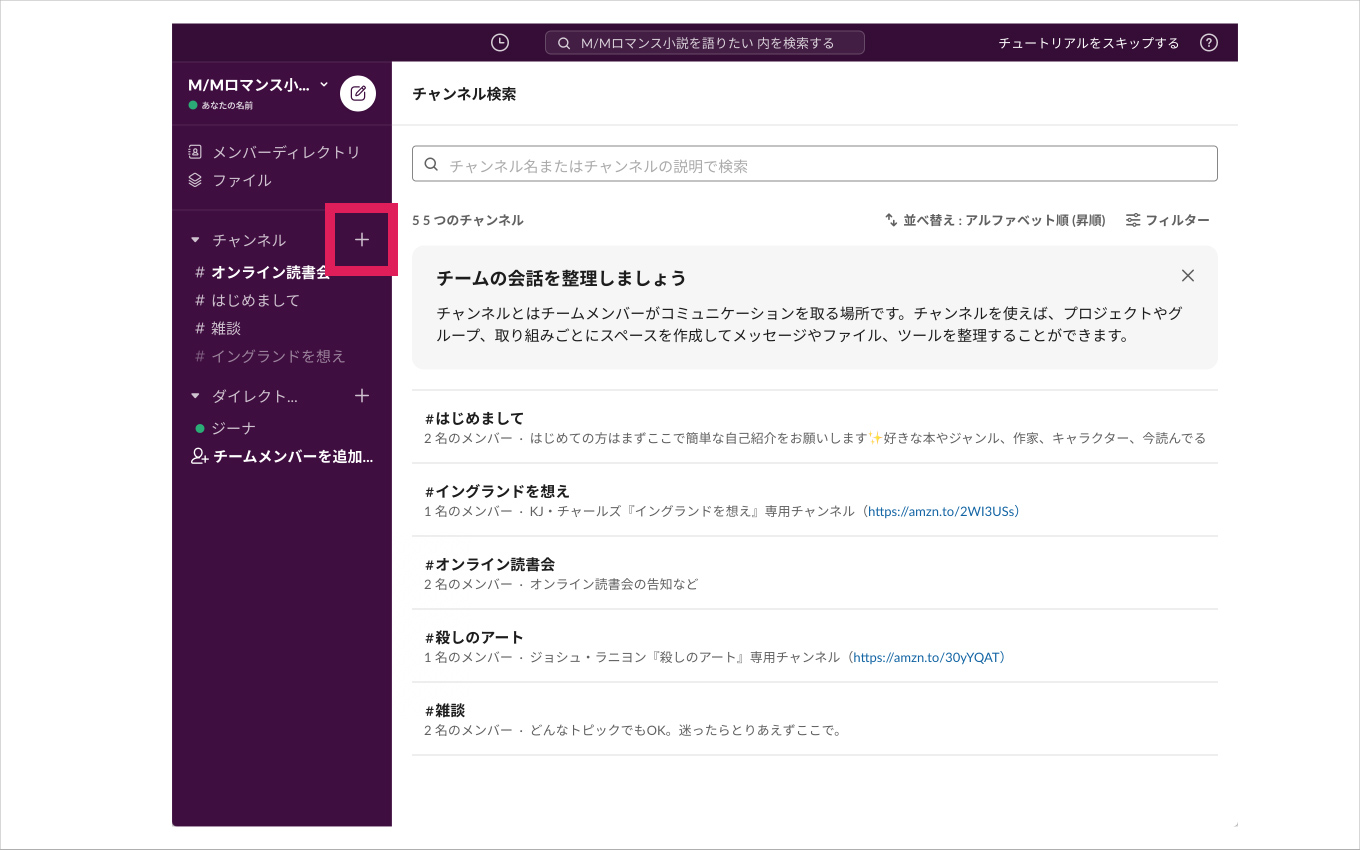 M/Mロマンス小説を語りたい 内を検索する
チュートリアルをスキップする
?
M/Mロマンス小...
あなたの名前
メンバーディレクトリ
ファイル
チャンネル
# オンライン読書会
# はじめまして
# 雑談
# イングランドを想え
ダイレクト...
ジーナ
チームメンバーを追加...
チャンネル検索
チャンネル名またはチャンネルの説明で検索
5 5 つのチャンネル
並べ替え : アルファベット順 (昇順)
フィルター
チームの会話を整理しましょう
チャンネルとはチームメンバーがコミュニケーションを取る場所です。チャンネルを使えば、プロジェクトやグ
ループ、取り組みごとにスペースを作成してメッセージやファイル、ツールを整理することができます。
#はじめまして
2 名のメンバー · はじめての方はまずここで簡単な自己紹介をお願いします✨好きな本やジャンル、作家、キャラクター、今読んでる
#イングランドを想え
1 名のメンバー · KJ・チャールズ『イングランドを想え』専用チャンネル（https://amzn.to/2WI3USs）
#オンライン読書会
2 名のメンバー · オンライン読書会の告知など
#殺しのアート
1 名のメンバー · ジョシュ・ラニヨン『殺しのアート』専用チャンネル（https://amzn.to/30yYQAT）
#雑談
2 名のメンバー · どんなトピックでもOK。迷ったらとりあえずここで。